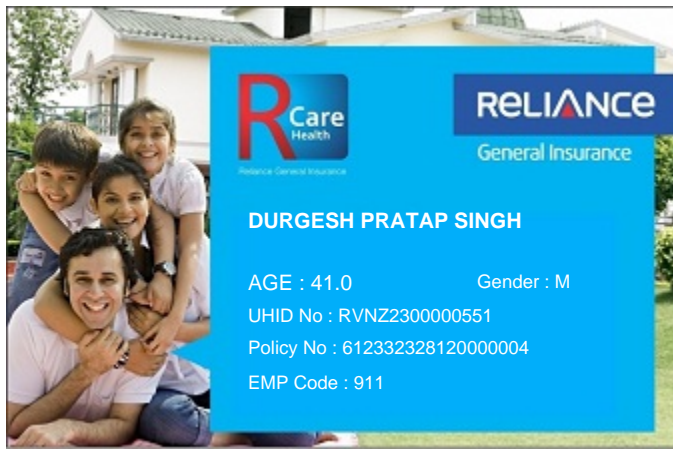 R Care
Health
Reliance General Insurance
RELIANCE
General Insurance
DURGESH PRATAP SINGH
AGE : 41.0 Gender : M
UHID No : RVNZ2300000551
Policy No : 612332328120000004
EMP Code : 911